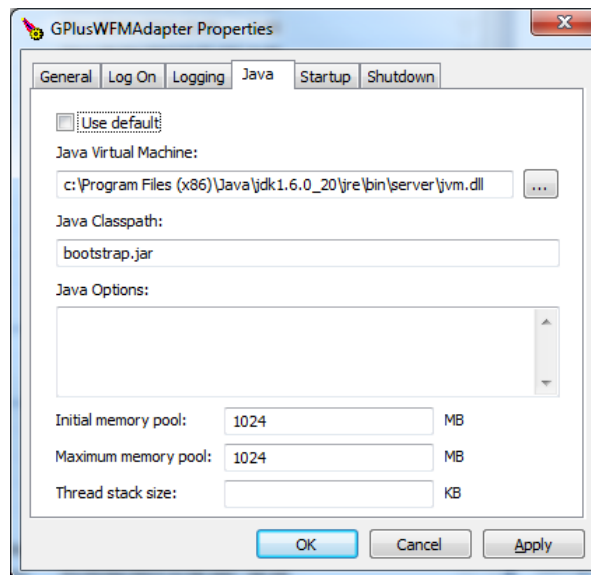 GPlusWFMAdapter Properties
General Log On Logging Java Startup Shutdown
Use default
Java Virtual Machine:
c:\Program Files (x86)\Java\jdk1.6.0_20\jre\bin\server\jvm.dll ...
Java Classpath:
bootstrap.jar
Java Options:
Initial memory pool: 1024 MB
Maximum memory pool: 1024 MB
Thread stack size: KB
OK Cancel Apply